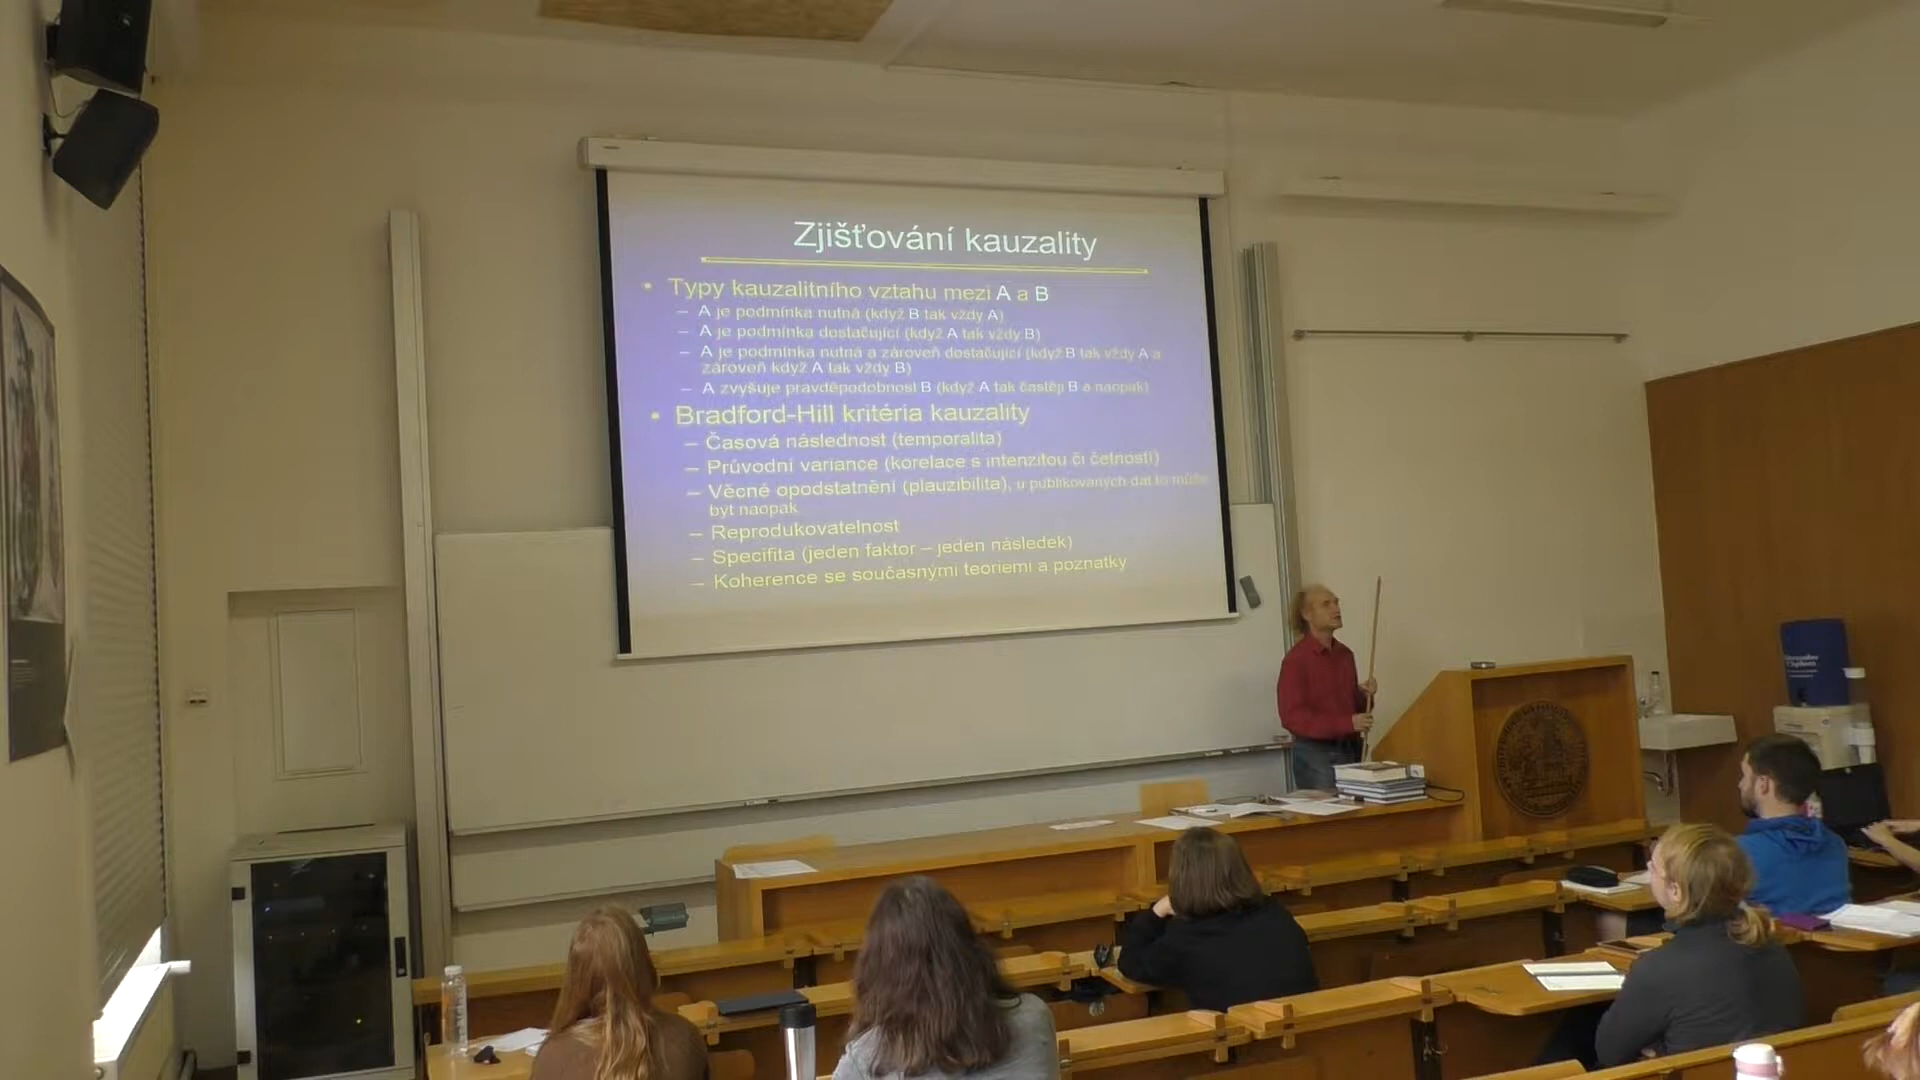 Zjišťování kauzality
• Typy kauzalitního vztahu mezi A a B
– A je podmínka nutná (když B tak vždy A)
– A je podmínka dostačující (když A tak vždy B)
– A je podmínka nutná a zároveň dostačující (když B tak vždy A a
zároveň když A tak vždy B)
– A zvyšuje pravděpodobnost B (když A tak častěji B a naopak)
• Bradford-Hill kritéria kauzality
– Časová následnost (temporalita)
– Průvodní variance (korelace s intenzitou či četností)
– Věcné opodstatnění (plauzibilita), u publikovaných dat to může
být naopak
– Reprodukovatelnost
– Specifita (jeden faktor – jeden následek)
– Koherence se současnými teoriemi a poznatky